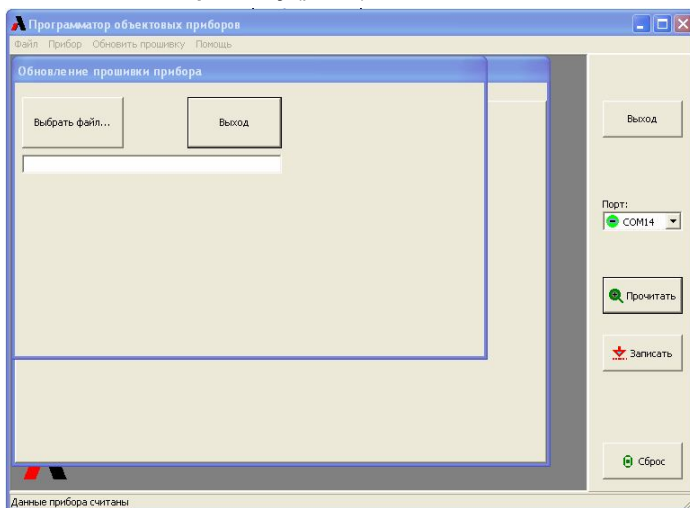 Программатор объектовых приборов
Файл Прибор Обновить прошивку Помощь
Обновление прошивки прибора
Выбрать файл...
Выход
Выход
Порт:
COM14
Прочитать
Записать
Сброс
Данные прибора считаны